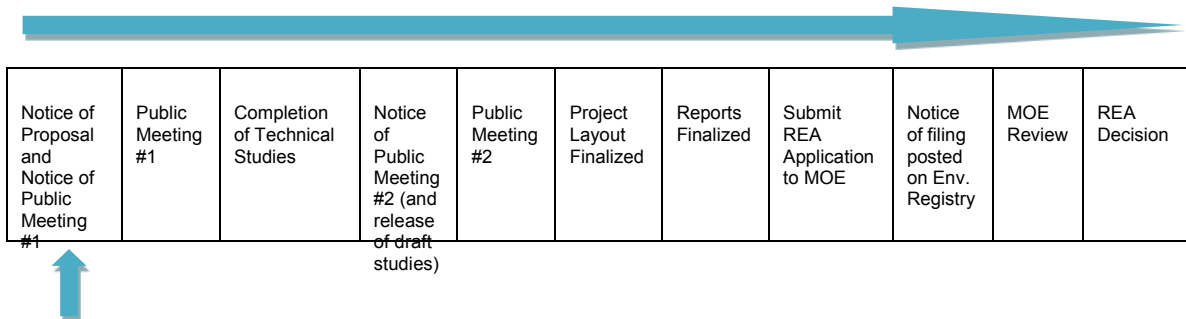 Notice of
Proposal
and
Notice of
Public
Meeting
#1
Public
Meeting
#1
Completion
of Technical
Studies
Notice
of
Public
Meeting
#2 (and
release
of draft
studies)
Public
Meeting
#2
Project
Layout
Finalized
Reports
Finalized
Submit
REA
Application
to MOE
Notice
of filing
posted
on Env.
Registry
MOE
Review
REA
Decision